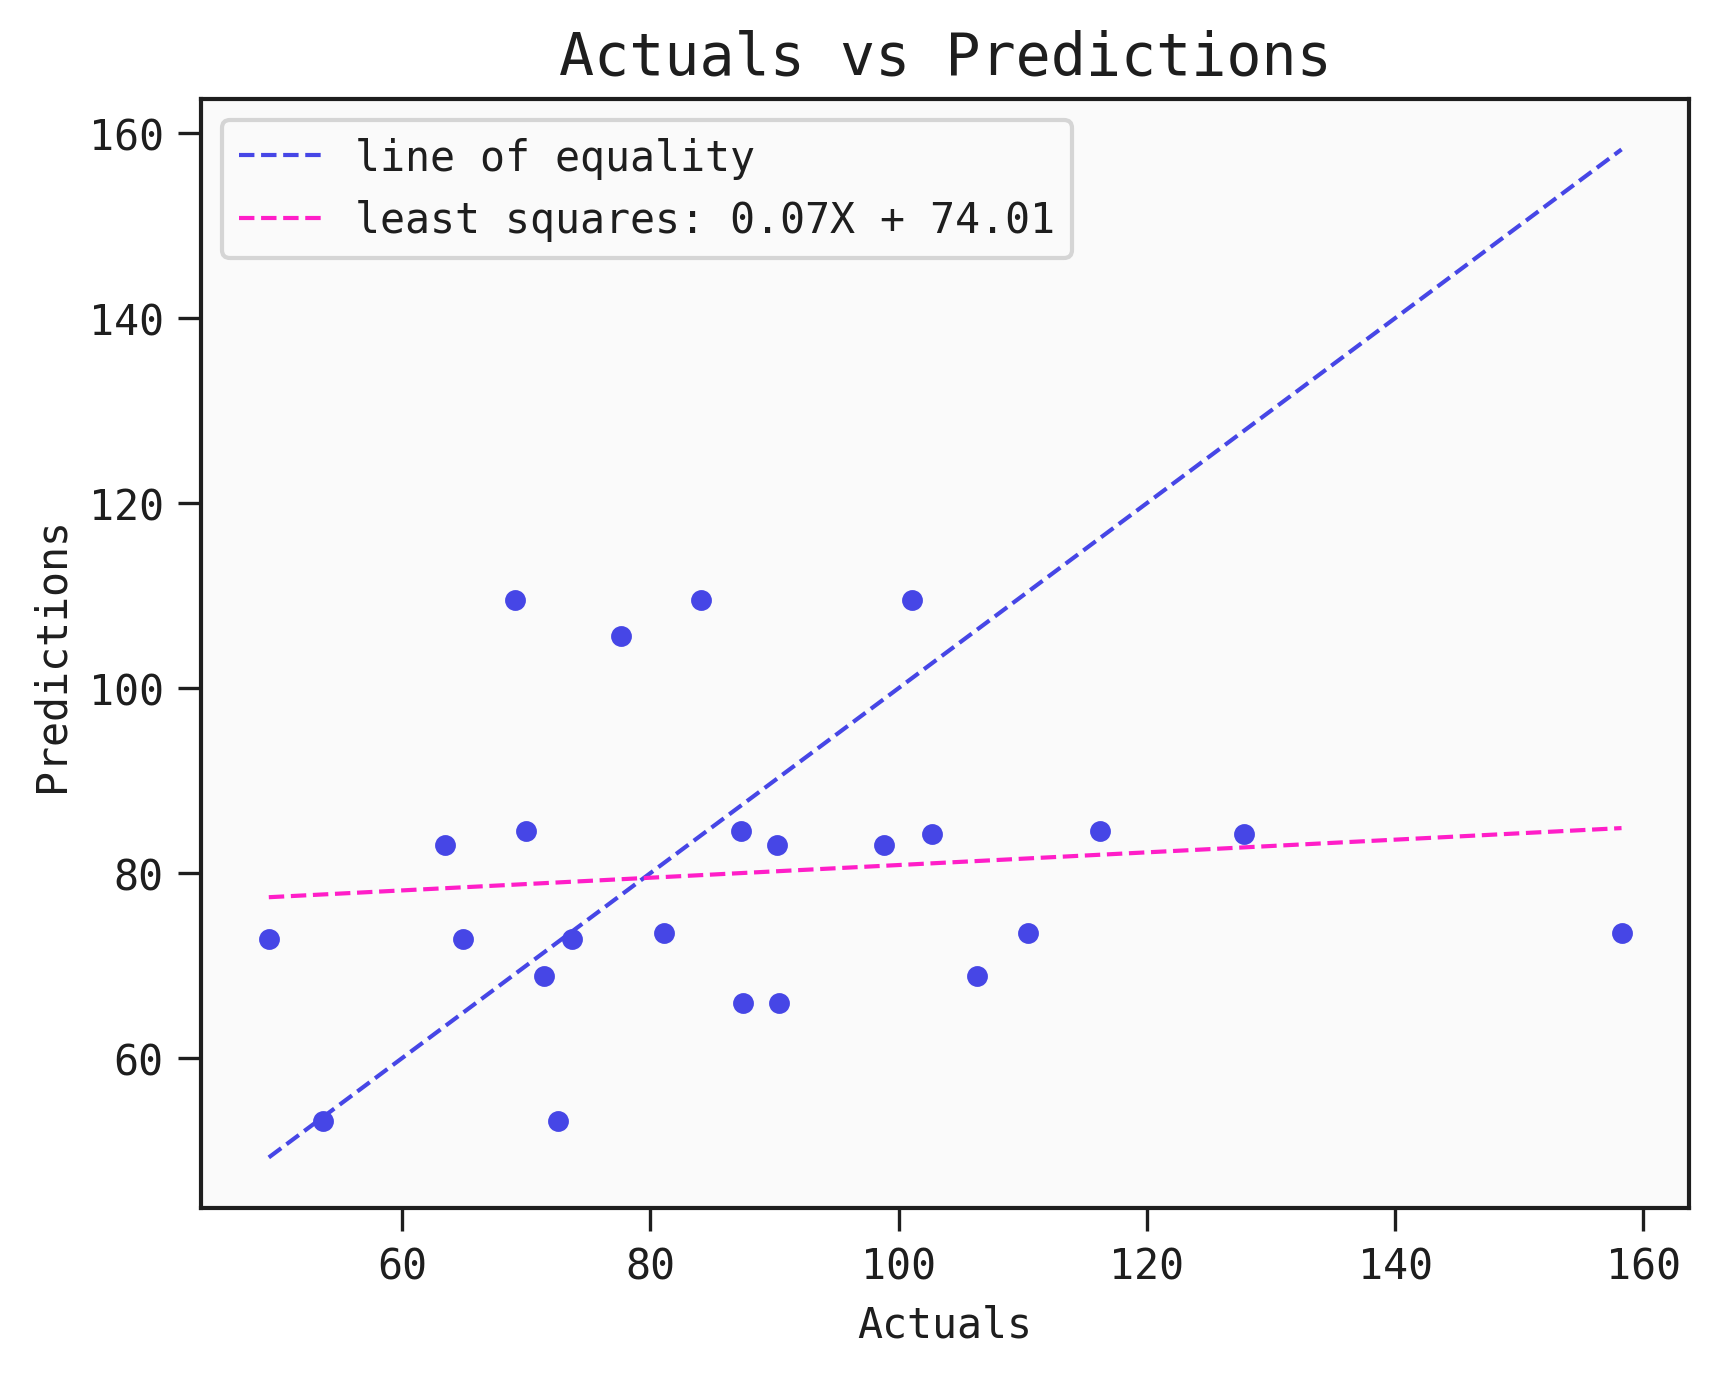 Actuals vs Predictions
line of equality
least squares: 0.07X + 74.01
160
140
120
100
80
60
Predictions
60 80 100 120 140 160
Actuals